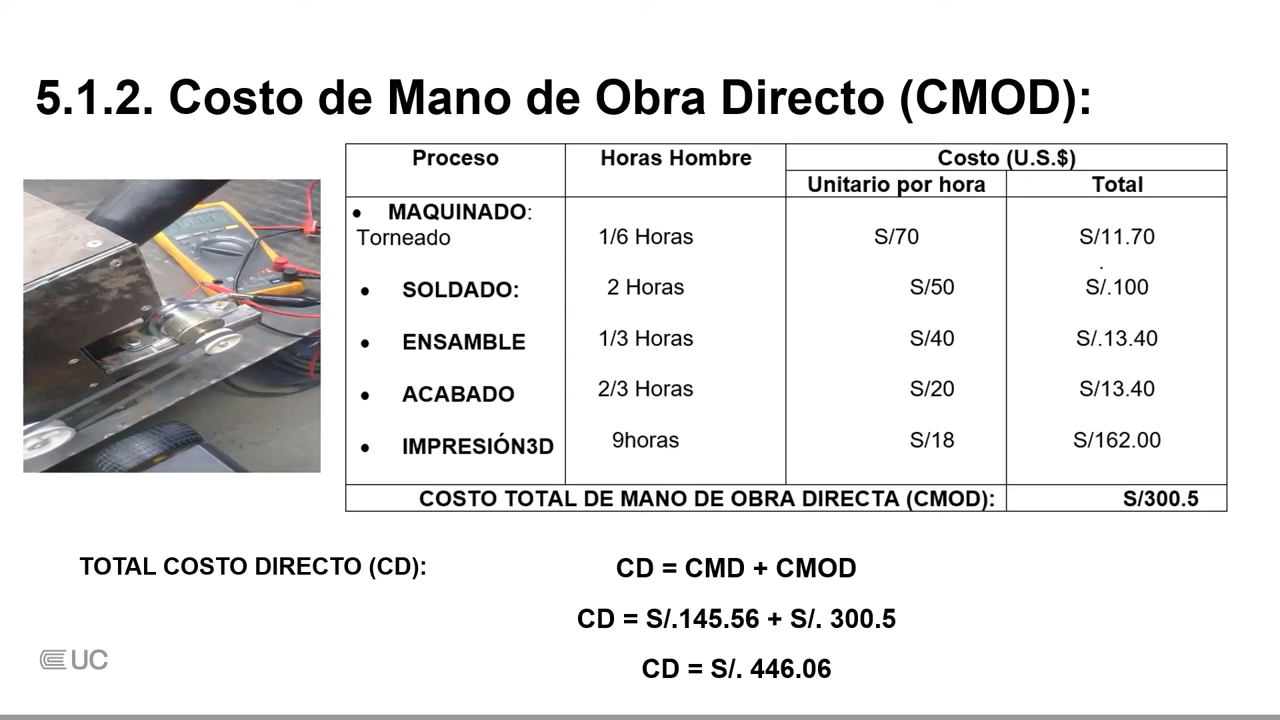 5.1.2. Costo de Mano de Obra Directo (CMOD):
Proceso Horas Hombre Costo (U.S.$)
Unitario por hora Total
• MAQUINADO:
Torneado 1/6 Horas S/70 S/11.70
.
• SOLDADO: 2 Horas S/50 S/.100
• ENSAMBLE 1/3 Horas S/40 S/.13.40
• ACABADO 2/3 Horas S/20 S/13.40
• IMPRESIÓN3D 9horas S/18 S/162.00
COSTO TOTAL DE MANO DE OBRA DIRECTA (CMOD): S/300.5
TOTAL COSTO DIRECTO (CD): CD = CMD + CMOD
CD = S/.145.56 + S/. 300.5
UC
CD = S/. 446.06